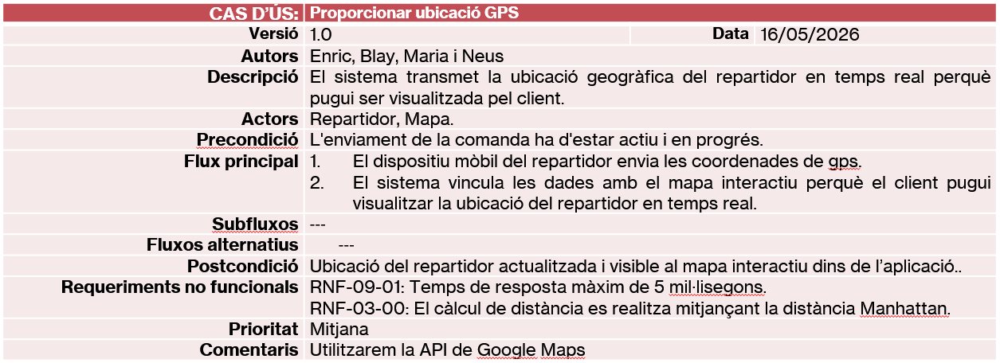 CAS D’ÚS: Proporcionar ubicació GPS
Versió 1.0 Data 16/05/2026
Autors Enric, Blay, Maria i Neus
Descripció El sistema transmet la ubicació geogràfica del repartidor en temps real perquè
pugui ser visualitzada pel client.
Actors Repartidor, Mapa.
Precondició L'enviament de la comanda ha d'estar actiu i en progrés.
Flux principal 1. El dispositiu mòbil del repartidor envia les coordenades de gps.
2. El sistema vincula les dades amb el mapa interactiu perquè el client pugui
visualitzar la ubicació del repartidor en temps real.
Subfluxos ---
Fluxos alternatius ---
Postcondició Ubicació del repartidor actualitzada i visible al mapa interactiu dins de l’aplicació..
Requeriments no funcionals RNF-09-01: Temps de resposta màxim de 5 mil·lisegons.
RNF-03-00: El càlcul de distància es realitza mitjançant la distància Manhattan.
Prioritat Mitjana
Comentaris Utilitzarem la API de Google Maps